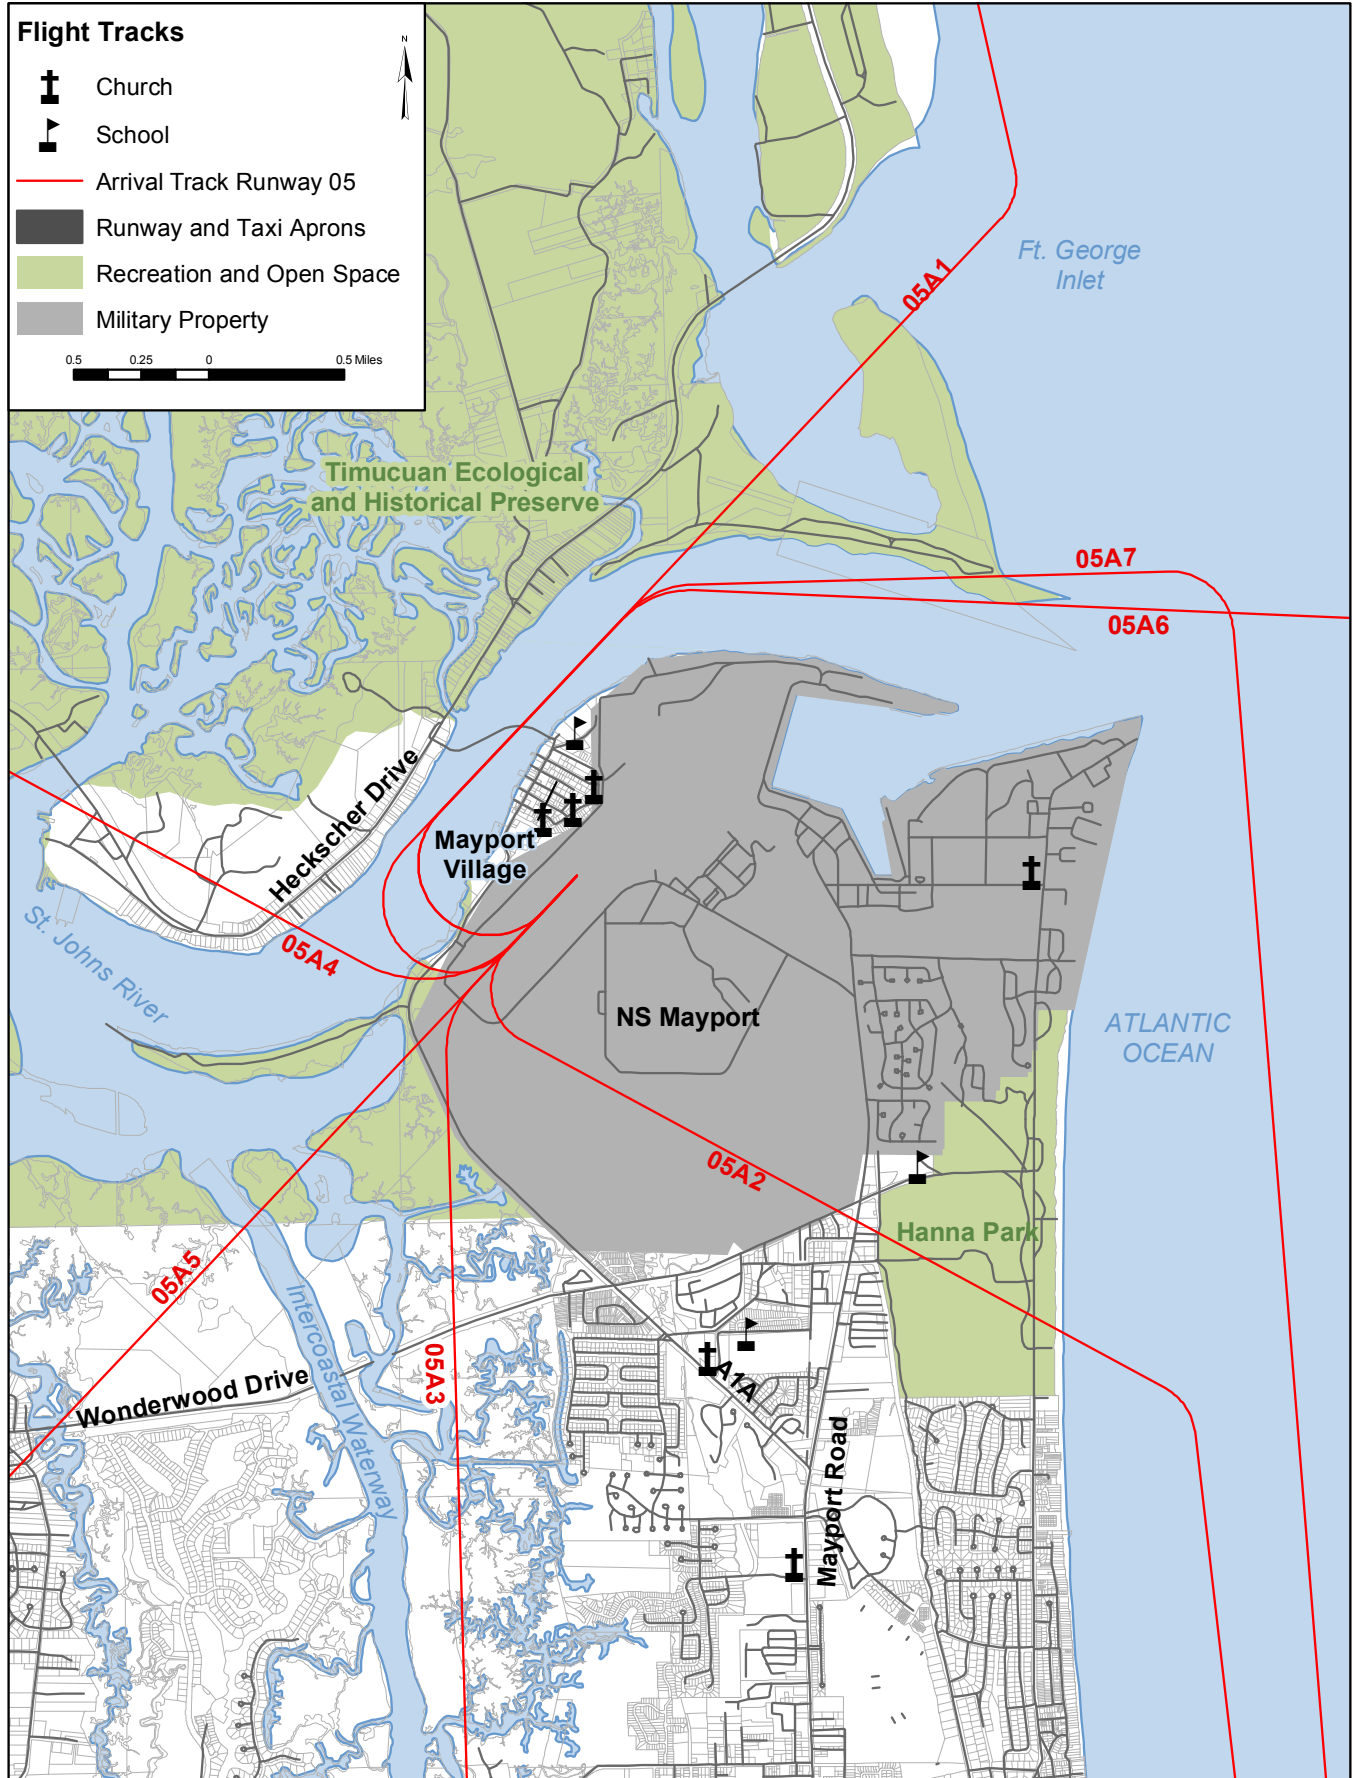 Flight Tracks
N
Church
School
Arrival Track Runway 05
Runway and Taxi Aprons
Recreation and Open Space
Military Property
0.5 0.25 0 0.5 Miles
Ft. George
Inlet
05A1
Timucuan Ecological
and Historical Preserve
05A7
05A6
Heckscher Drive
Mayport
Village
St. Johns River
05A4
NS Mayport
ATLANTIC
OCEAN
05A2
Hanna Park
05A5
Intercoastal Waterway
05A3
A1A
Wonderwood Drive
Mayport Road